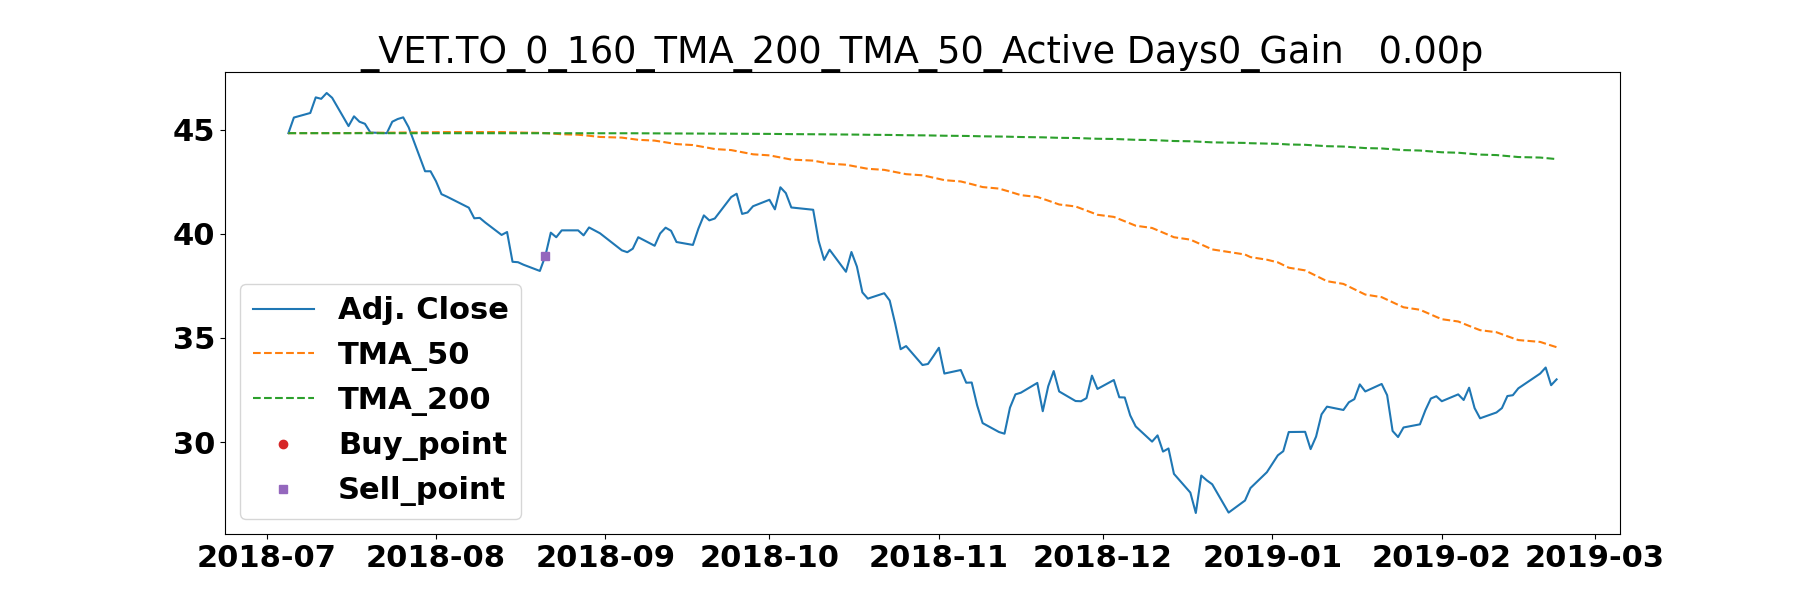 _VET.TO_0_160_TMA_200_TMA_50_Active Days0_Gain   0.00p
45
40
35
30
Adj. Close
TMA_50
TMA_200
Buy_point
Sell_point
2018-07 2018-08 2018-09 2018-10 2018-11 2018-12 2019-01 2019-02 2019-03